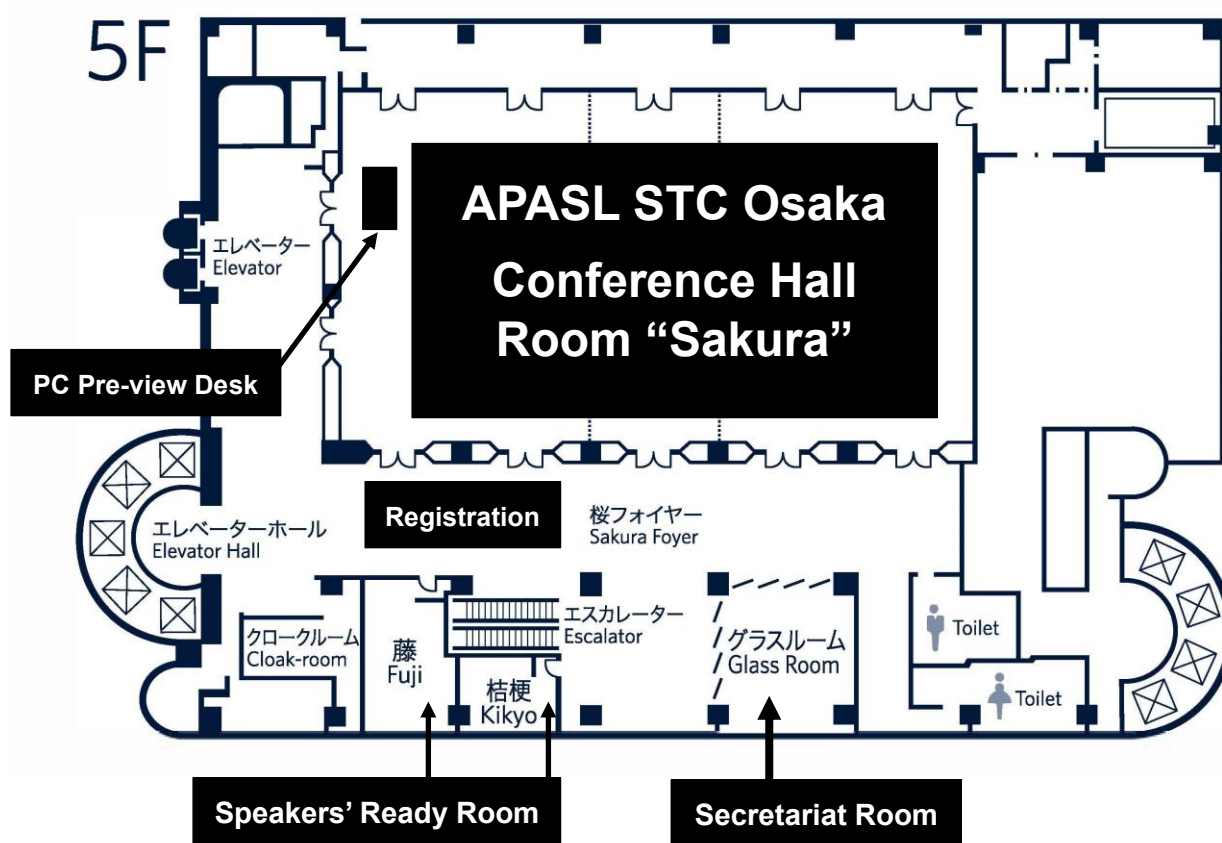 5F
APASL STC Osaka
Conference Hall
Room “Sakura”
エレベーター
Elevator
PC Pre-view Desk
Registration
桜フォイヤー
Sakura Foyer
エレベーターホール
Elevator Hall
クロークルーム
Cloak-room
藤
Fuji
エスカレーター
Escalator
桔梗
Kikyo
グラスルーム
Glass Room
Toilet
Toilet
Speakers’ Ready Room
Secretariat Room